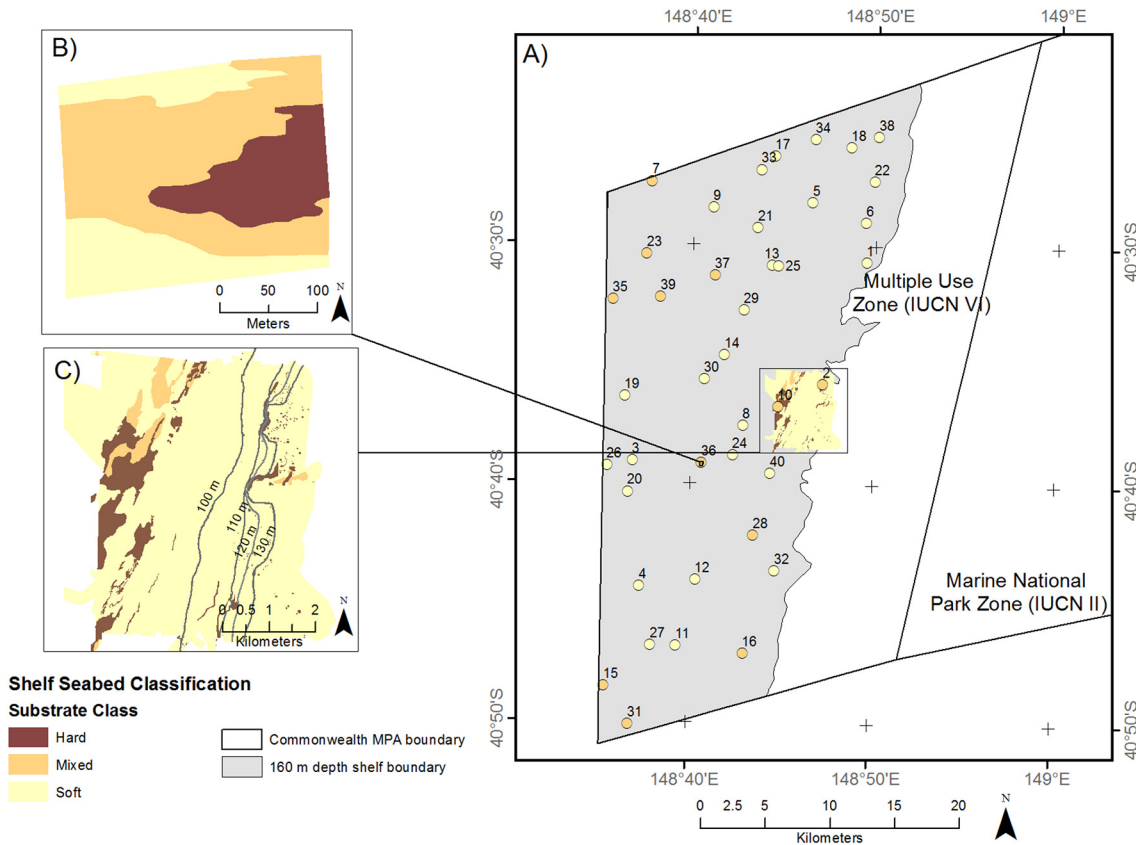 B)
0 50 100
Meters
N
C)
100 m
110 m
120 m
130 m
0 0.5 1 2
Kilometers
N
Shelf Seabed Classification
Substrate Class
Hard
Mixed
Soft
Commonwealth MPA boundary
160 m depth shelf boundary
148°40'E 148°50'E 149°E
A)
34
38
18
17
33
7
22
9
5
6
21
23
1
13
25
37
35
39
29
14
30
19
2
10
8
24
36
3
26
40
20
28
32
12
4
27
11
16
15
31
Multiple Use
Zone (IUCN VI)
Marine National
Park Zone (IUCN II)
40°30'S
40°40'S
40°50'S
40°30'S
40°40'S
40°50'S
148°40'E 148°50'E 149°E
0 2.5 5 10 15 20
Kilometers
N